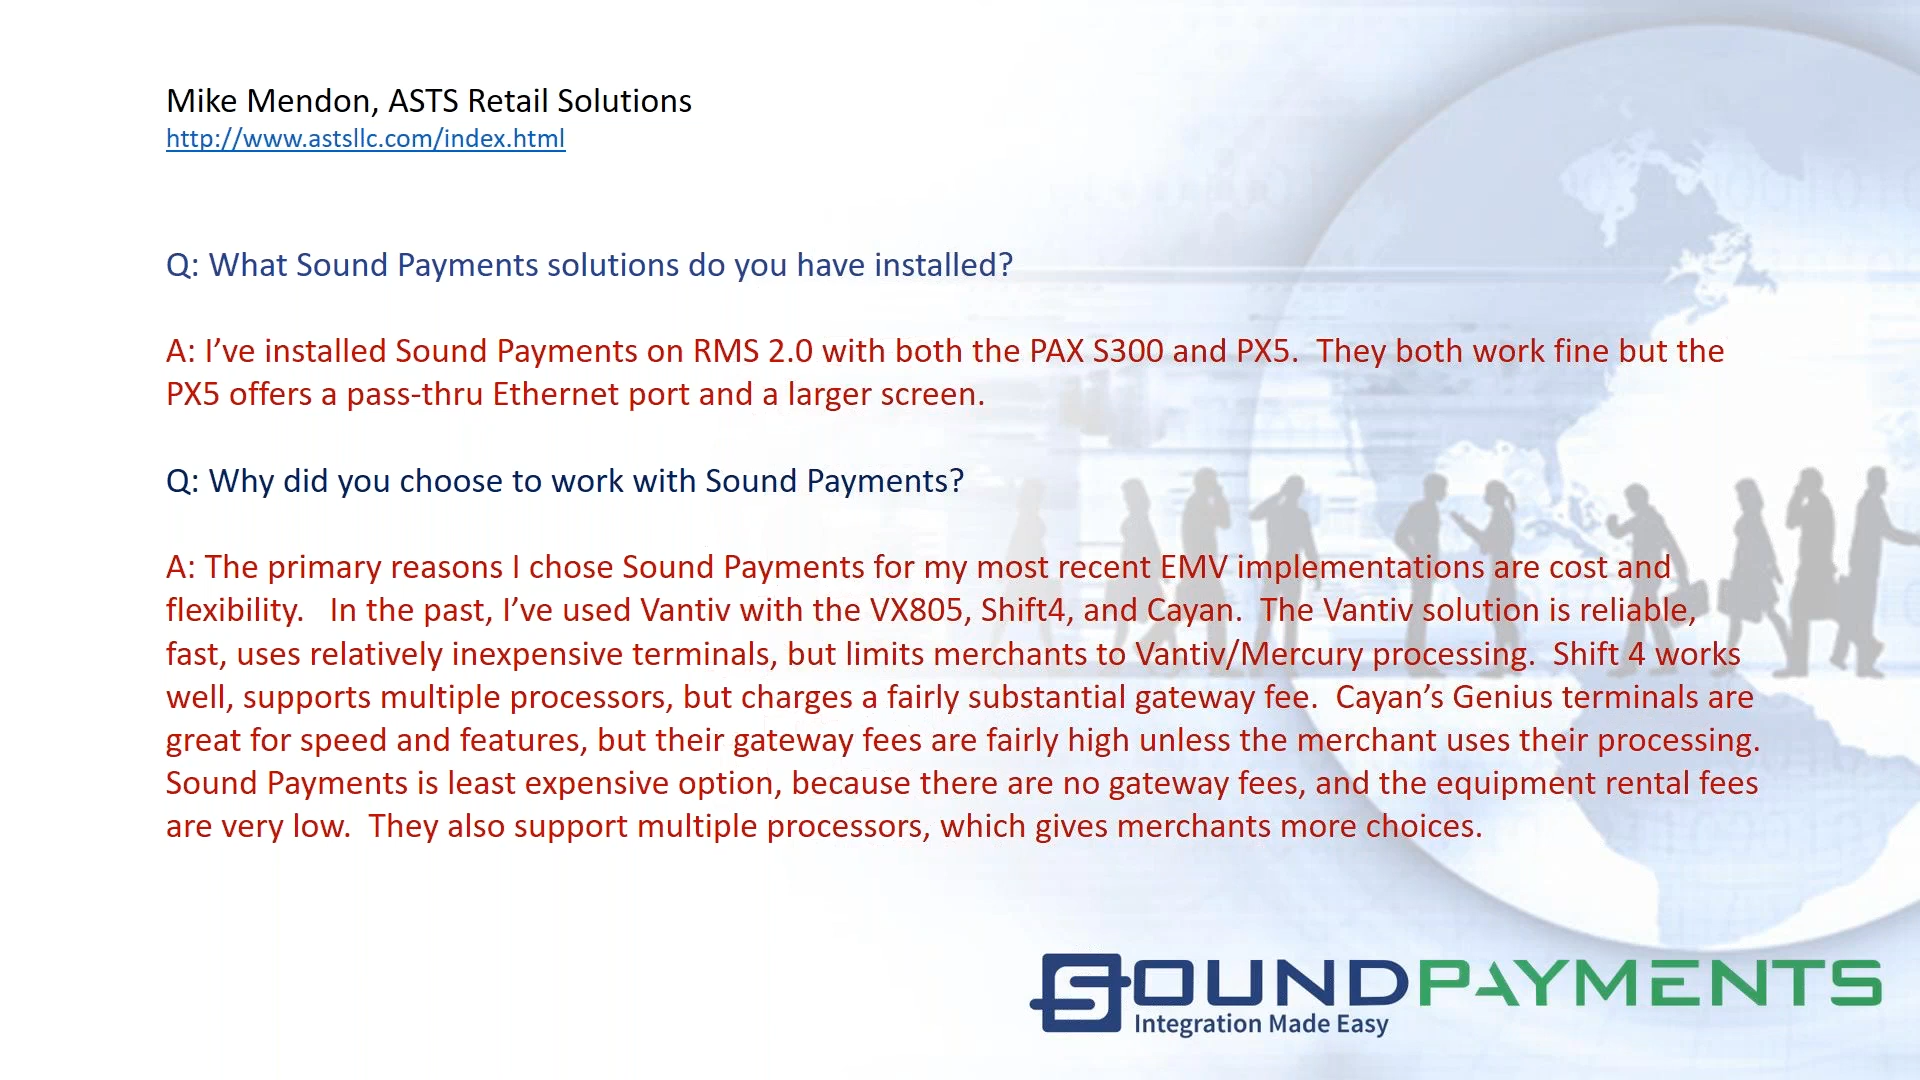 Mike Mendon, ASTS Retail Solutions
http://www.astsllc.com/index.html
Q: What Sound Payments solutions do you have installed?
A: I’ve installed Sound Payments on RMS 2.0 with both the PAX S300 and PX5.  They both work fine but the
PX5 offers a pass-thru Ethernet port and a larger screen.
Q: Why did you choose to work with Sound Payments?
A: The primary reasons I chose Sound Payments for my most recent EMV implementations are cost and
flexibility.   In the past, I’ve used Vantiv with the VX805, Shift4, and Cayan.  The Vantiv solution is reliable,
fast, uses relatively inexpensive terminals, but limits merchants to Vantiv/Mercury processing.  Shift 4 works
well, supports multiple processors, but charges a fairly substantial gateway fee.  Cayan’s Genius terminals are
great for speed and features, but their gateway fees are fairly high unless the merchant uses their processing.
Sound Payments is least expensive option, because there are no gateway fees, and the equipment rental fees
are very low.  They also support multiple processors, which gives merchants more choices.
SOUNDPAYMENTS
Integration Made Easy